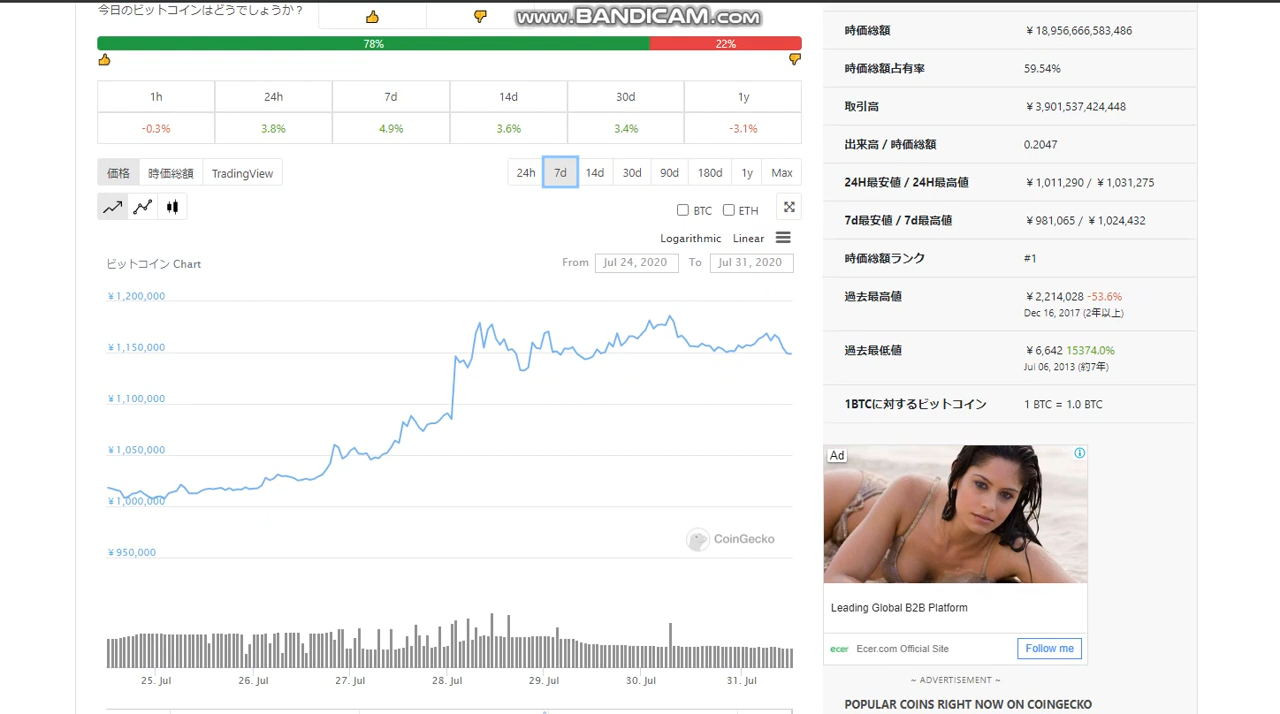 今日のビットコインはどうでしょうか？
www.BANDICAM.com
78%
22%
1h 24h 7d 14d 30d 1y
-0.3% 3.8% 4.9% 3.6% 3.4% -3.1%
価格 時価総額 TradingView
24h 7d 14d 30d 90d 180d 1y Max
BTC ETH
Logarithmic Linear
ビットコイン Chart
From Jul 24, 2020 To Jul 31, 2020
¥1,200,000
¥1,150,000
¥1,100,000
¥1,050,000
¥1,000,000
¥950,000
CoinGecko
25. Jul 26. Jul 27. Jul 28. Jul 29. Jul 30. Jul 31. Jul
時価総額 ¥18,956,666,583,486
時価総額占有率 59.54%
取引高 ¥3,901,537,424,448
出来高 / 時価総額 0.2047
24H最安値 / 24H最高値 ¥1,011,290 / ¥1,031,275
7d最安値 / 7d最高値 ¥981,065 / ¥1,024,432
時価総額ランク #1
過去最高値 ¥2,214,028 -53.6%
Dec 16, 2017 (2年以上)
過去最低値 ¥6,642 15374.0%
Jul 06, 2013 (約7年)
1BTCに対するビットコイン 1 BTC = 1.0 BTC
Ad
Leading Global B2B Platform
ecer Ecer.com Official Site Follow me
~ ADVERTISEMENT ~
POPULAR COINS RIGHT NOW ON COINGECKO